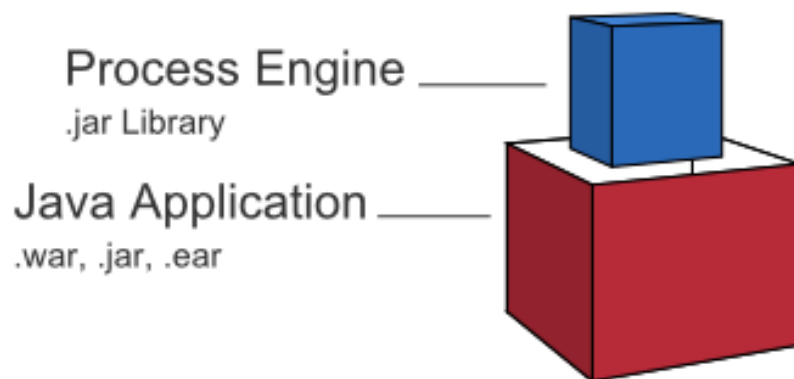 Process Engine
.jar Library
Java Application
.war, .jar, .ear